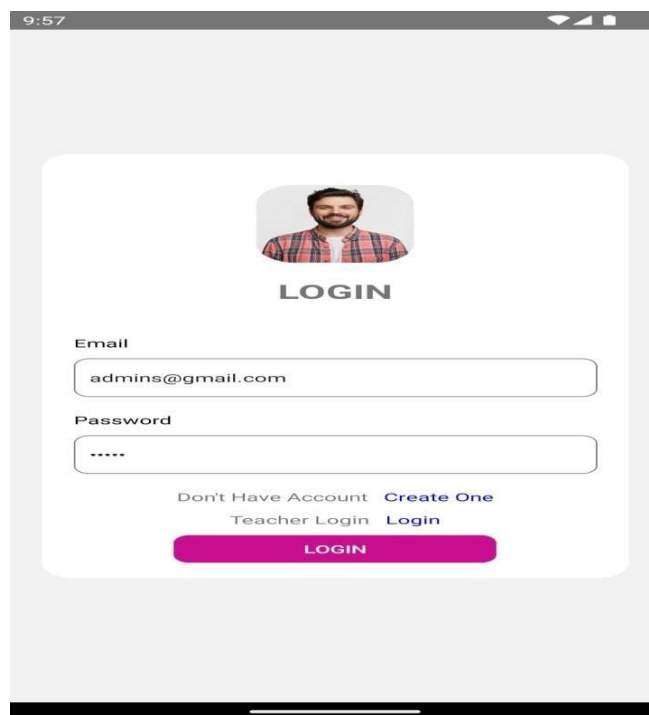 9:57
LOGIN
Email
admins@gmail.com
Password
•••••
Don't Have Account Create One
Teacher Login Login
LOGIN